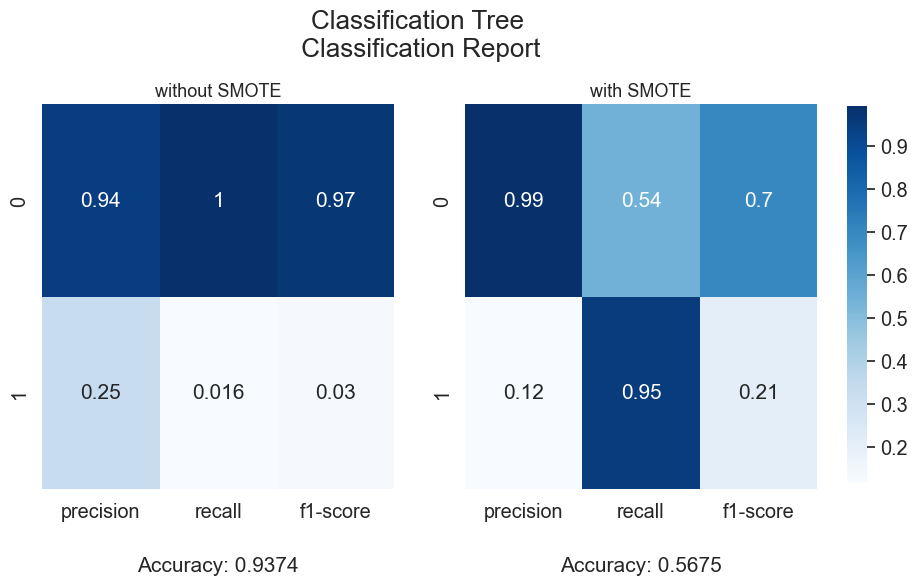 Classification Tree
Classification Report
without SMOTE
0
0.94 1 0.97
1
0.25 0.016 0.03
precision recall f1-score
Accuracy: 0.9374
with SMOTE
0
0.99 0.54 0.7
1
0.12 0.95 0.21
precision recall f1-score
Accuracy: 0.5675
0.9
0.8
0.7
0.6
0.5
0.4
0.3
0.2